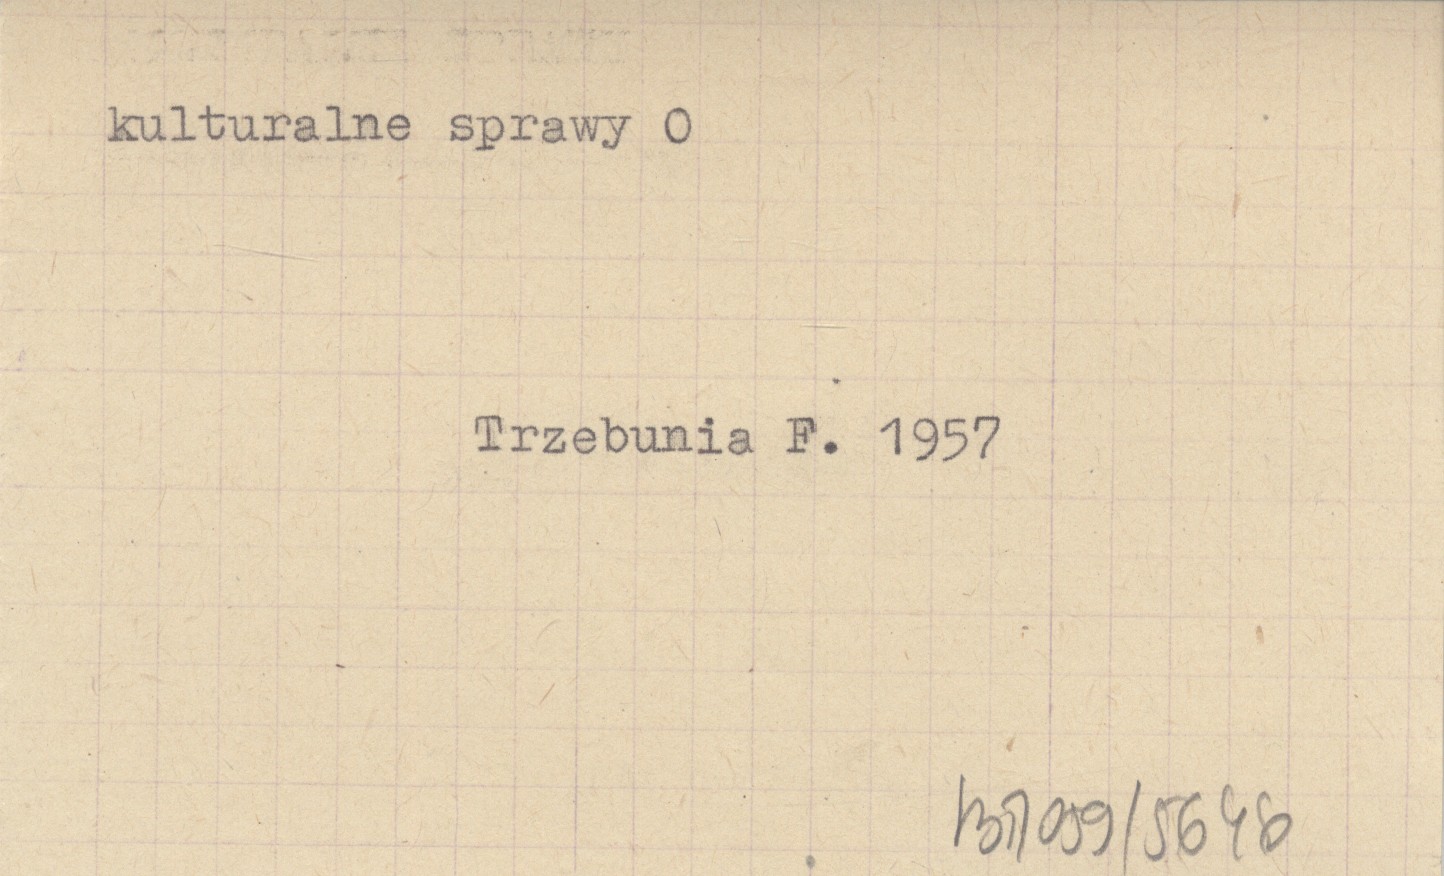 kulturalne sprawy O
Trzebunia F. 1957